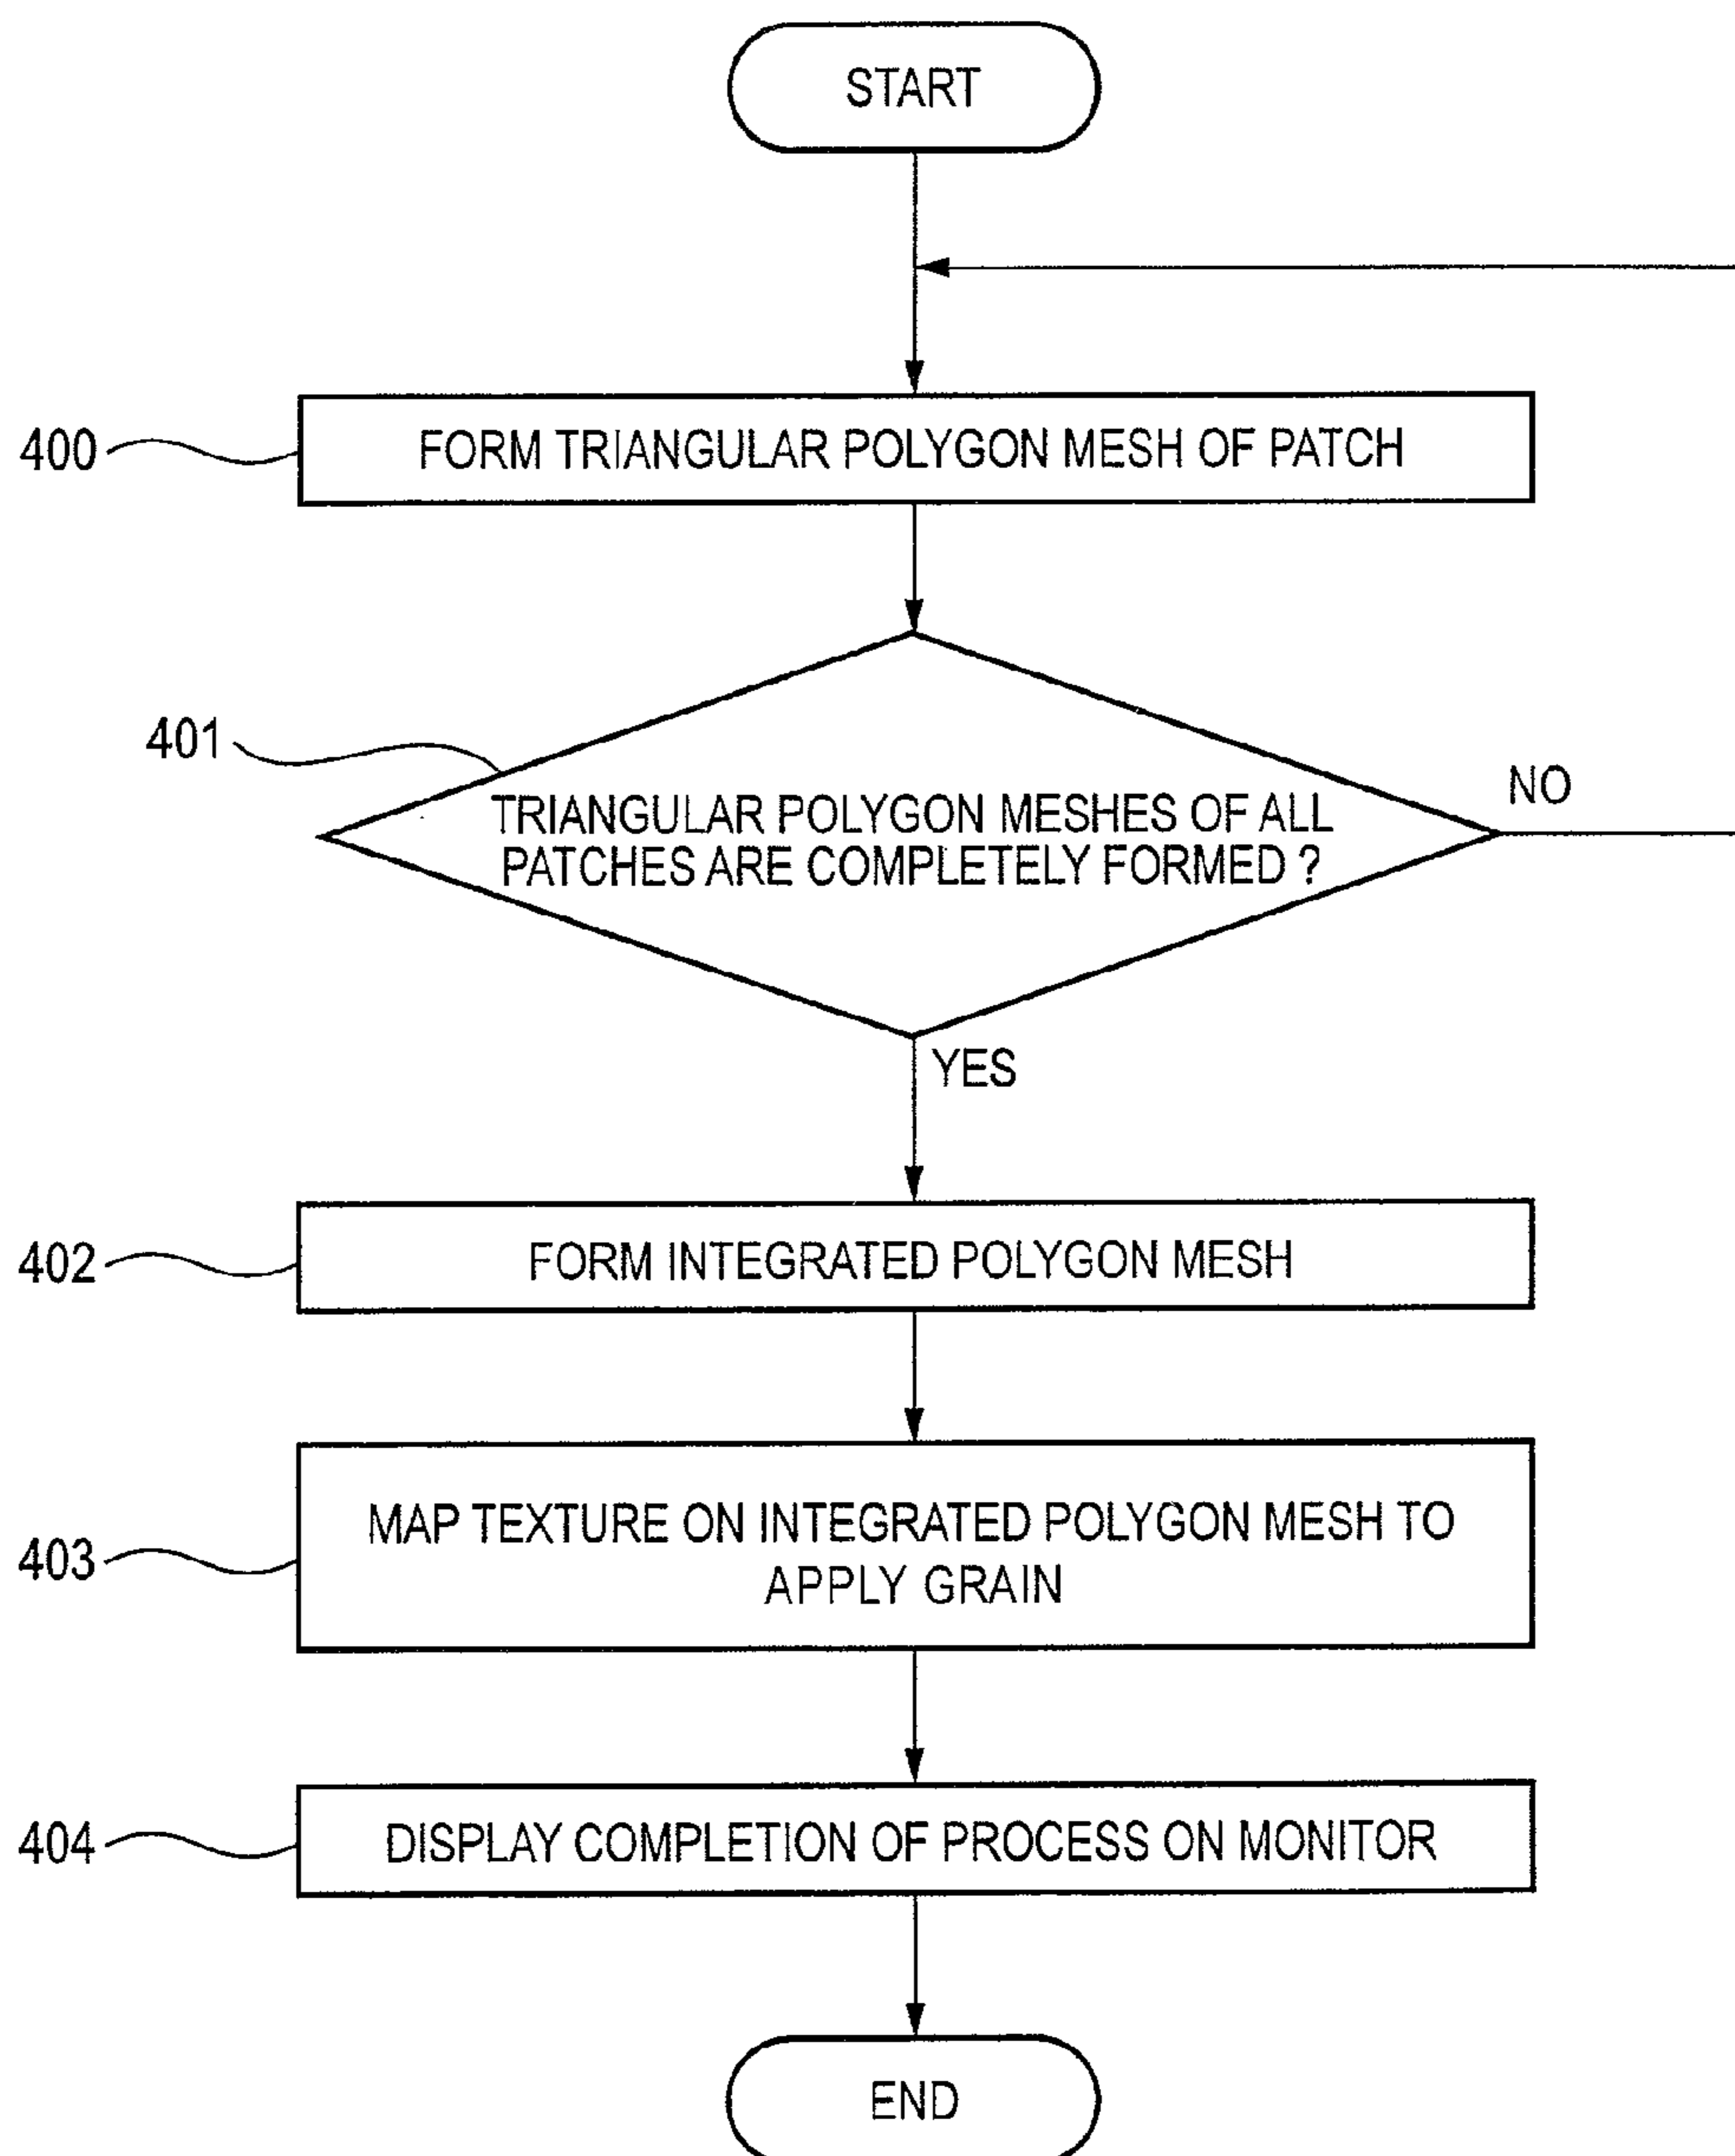 START
400
FORM TRIANGULAR POLYGON MESH OF PATCH
401
TRIANGULAR POLYGON MESHES OF ALL
PATCHES ARE COMPLETELY FORMED ?
NO
YES
402
FORM INTEGRATED POLYGON MESH
403
MAP TEXTURE ON INTEGRATED POLYGON MESH TO
APPLY GRAIN
404
DISPLAY COMPLETION OF PROCESS ON MONITOR
END